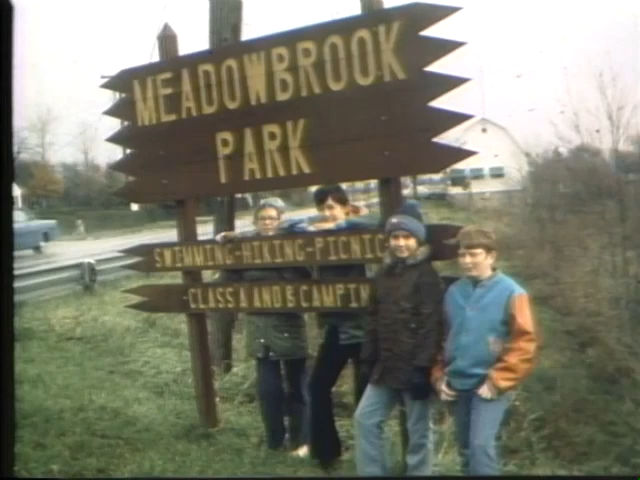 MEADOWBROOK
PARK
SWIMMING-HIKING-PICNIC
-CLASS A AND B CAMPIN